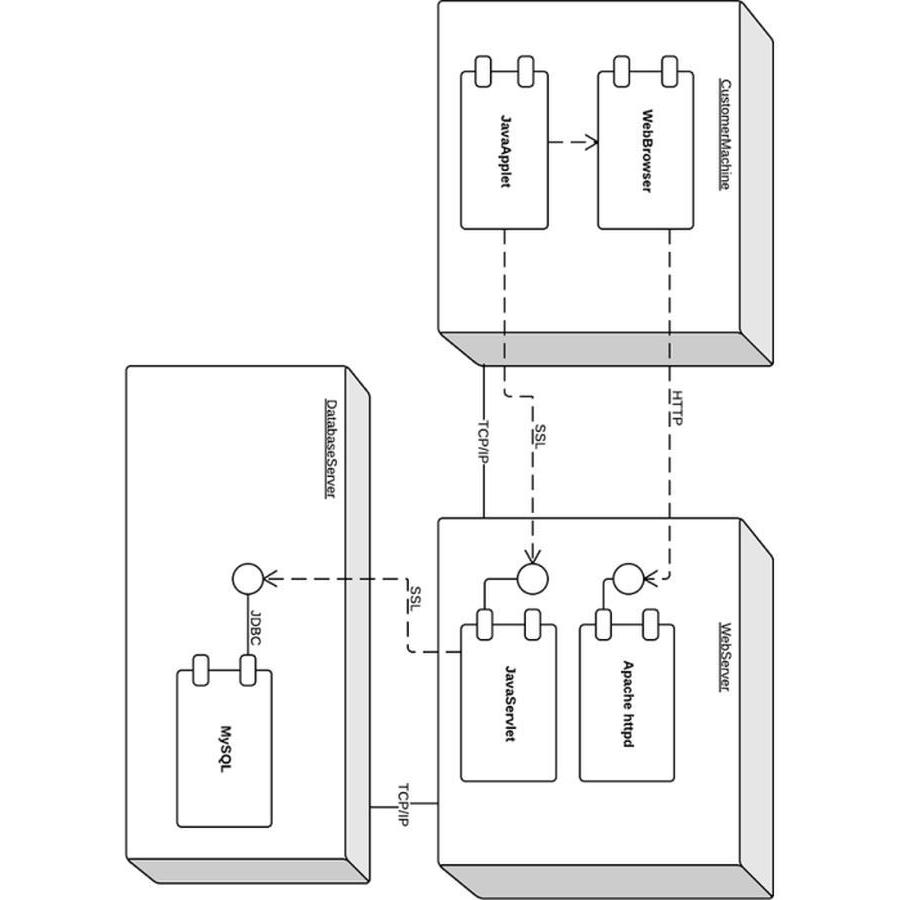 CustomerMachine
WebBrowser
JavaApplet
HTTP
SSL
TCP/IP
WebServer
Apache httpd
JavaServlet
SSL
TCP/IP
DatabaseServer
JDBC
MySQL